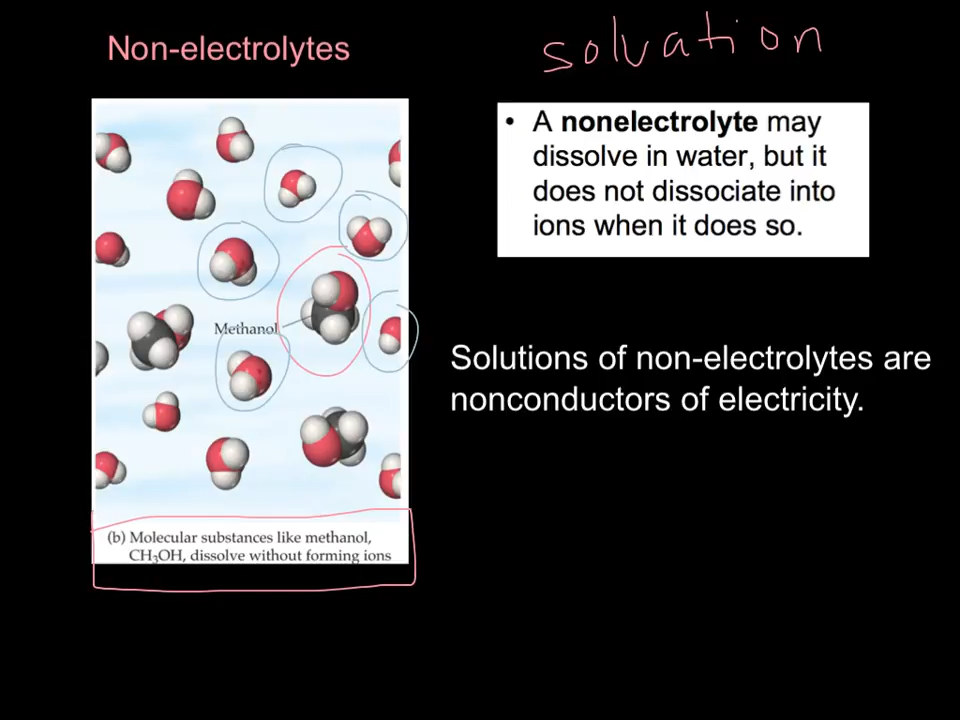 Non-electrolytes
solvation
• A nonelectrolyte may
dissolve in water, but it
does not dissociate into
ions when it does so.
Methanol
Solutions of non-electrolytes are
nonconductors of electricity.
(b) Molecular substances like methanol,
CH₃OH, dissolve without forming ions